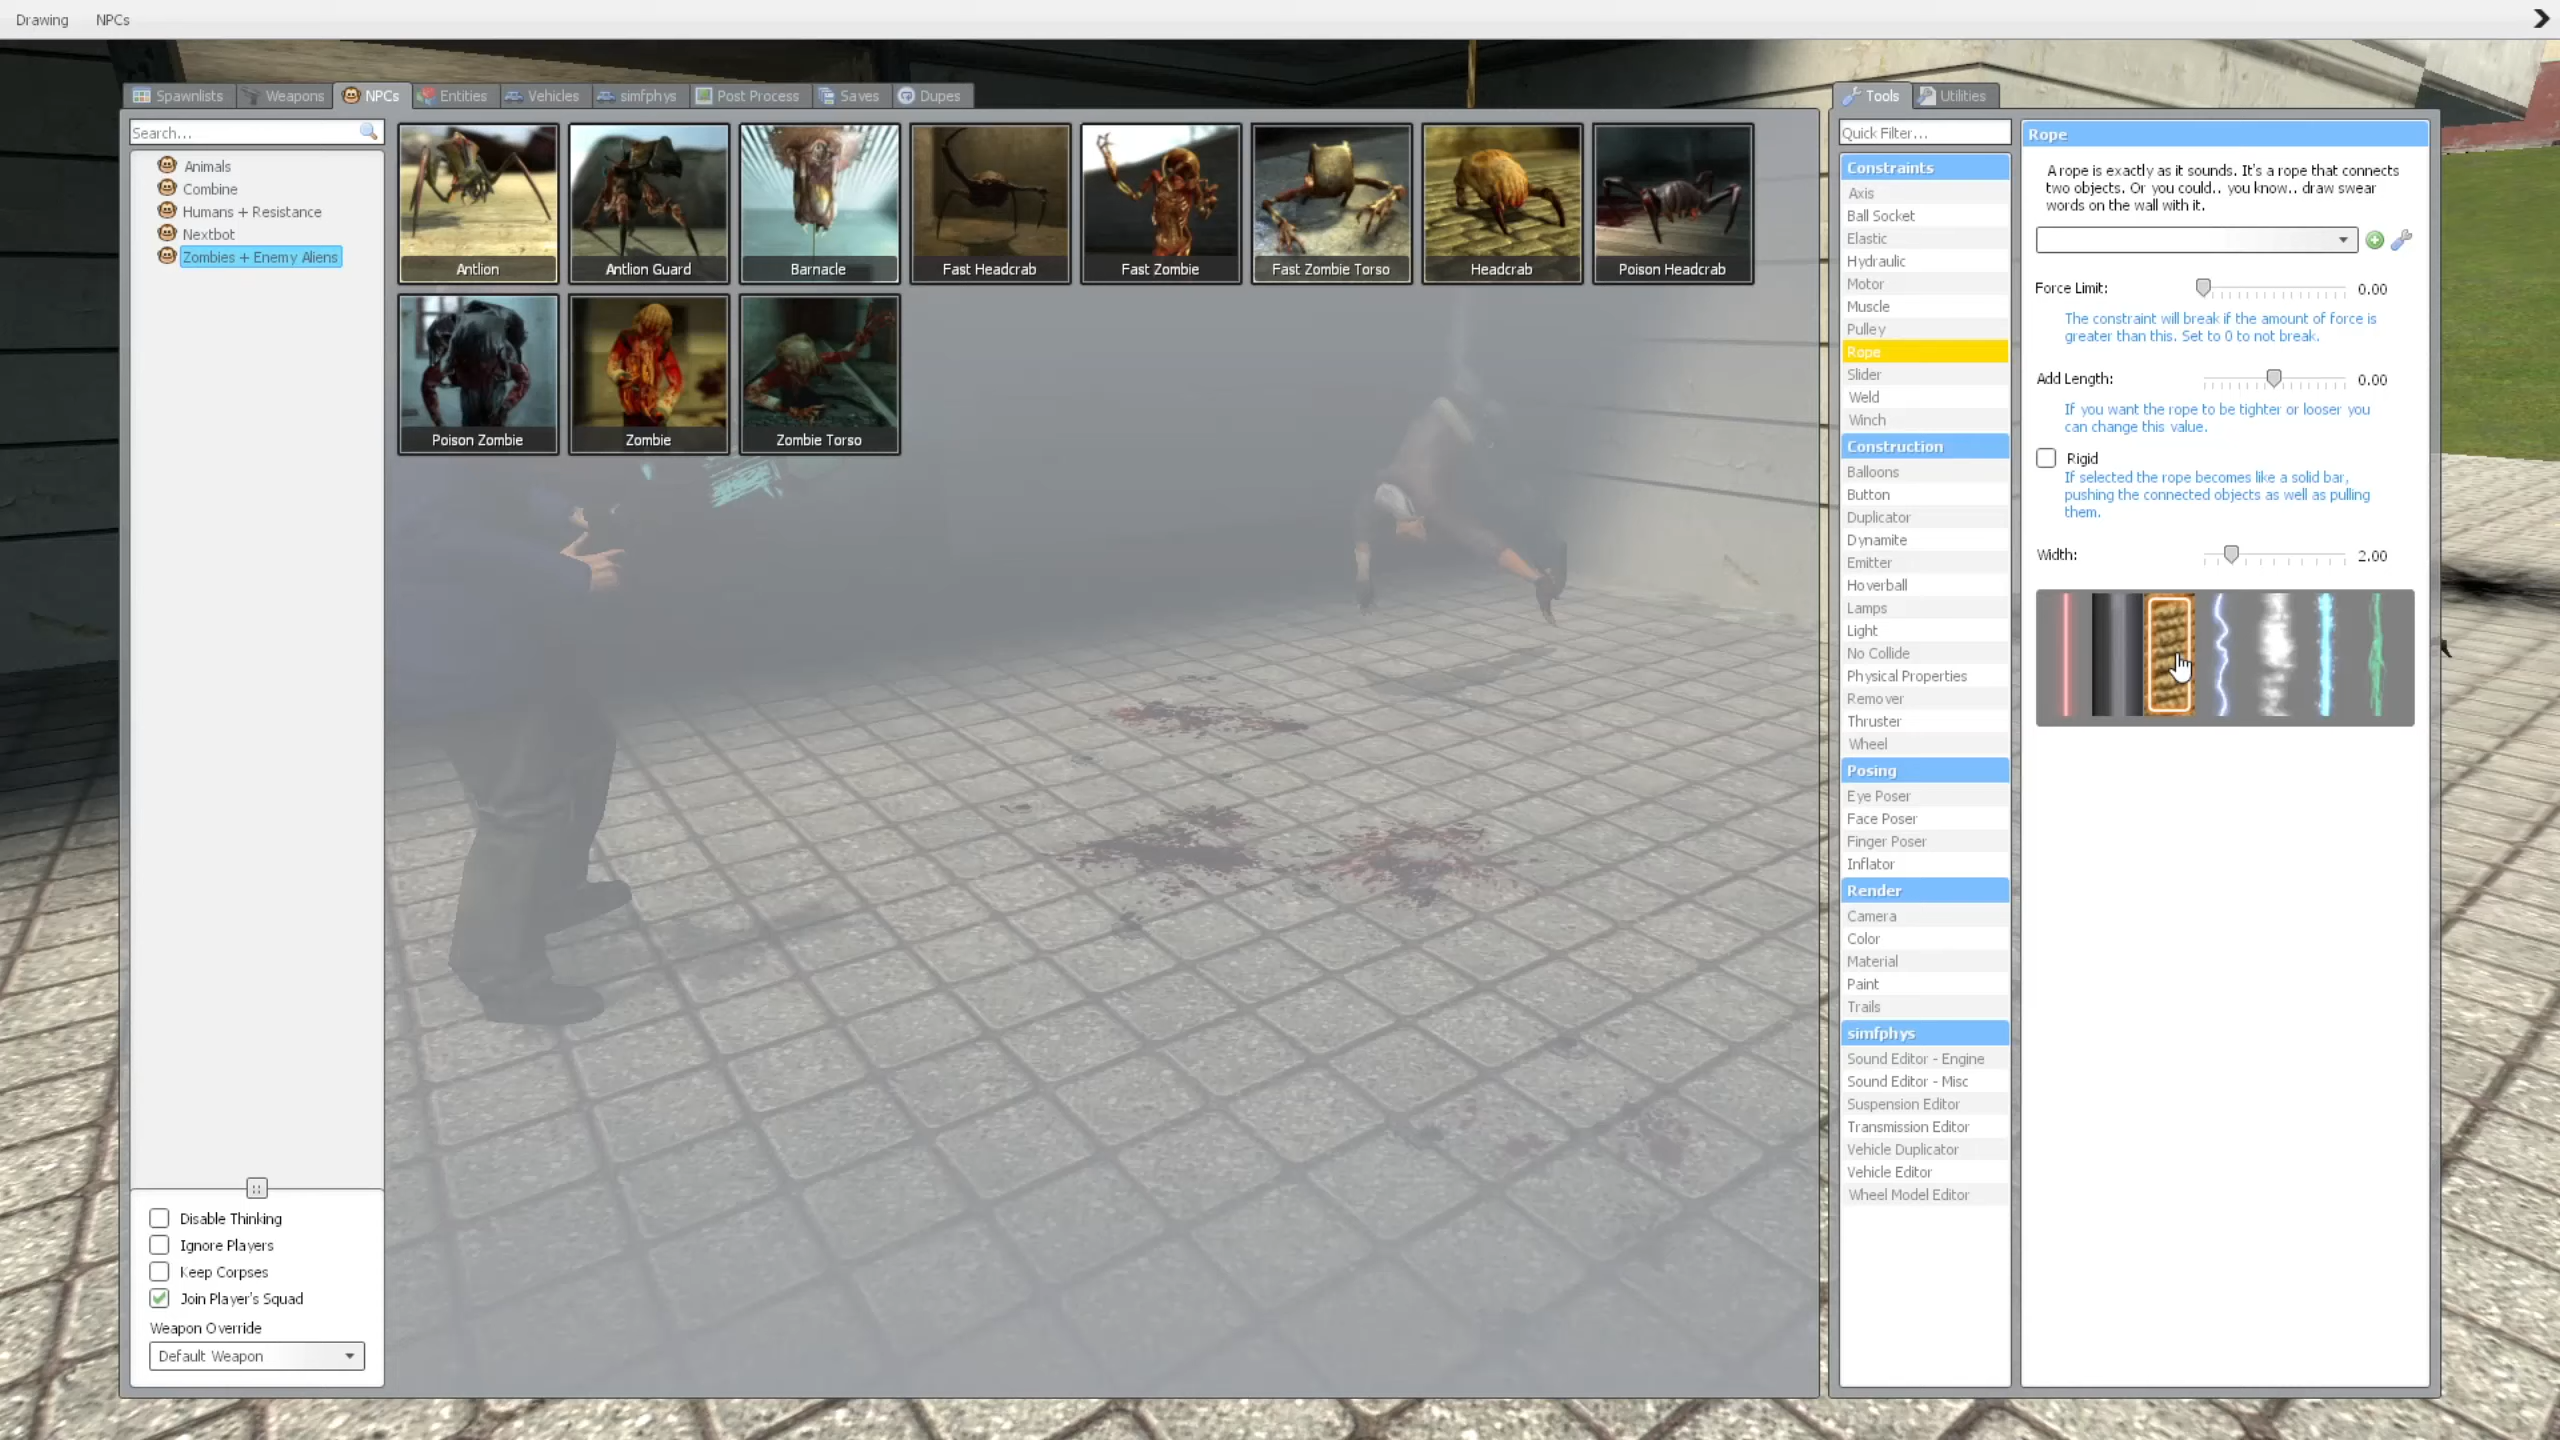 Drawing NPCs
Spawnlists Weapons NPCs Entities Vehicles simfphys Post Process Saves Dupes
Search...
Animals
Combine
Humans + Resistance
Nextbot
Zombies + Enemy Aliens
Antlion Antlion Guard Barnacle Fast Headcrab Fast Zombie Fast Zombie Torso Headcrab Poison Headcrab
Poison Zombie Zombie Zombie Torso
Disable Thinking
Ignore Players
Keep Corpses
Join Player's Squad
Weapon Override
Default Weapon
Tools Utilities
Quick Filter...
Constraints
Axis
Ball Socket
Elastic
Hydraulic
Motor
Muscle
Pulley
Rope
Slider
Weld
Winch
Construction
Balloons
Button
Duplicator
Dynamite
Emitter
Hoverball
Lamps
Light
No Collide
Physical Properties
Remover
Thruster
Wheel
Posing
Eye Poser
Face Poser
Finger Poser
Inflator
Render
Camera
Color
Material
Paint
Trails
simfphys
Sound Editor - Engine
Sound Editor - Misc
Suspension Editor
Transmission Editor
Vehicle Duplicator
Vehicle Editor
Wheel Model Editor
Rope
A rope is exactly as it sounds. It's a rope that connects
two objects. Or you could.. you know.. draw swear
words on the wall with it.
Force Limit: 0.00
The constraint will break if the amount of force is
greater than this. Set to 0 to not break.
Add Length: 0.00
If you want the rope to be tighter or looser you
can change this value.
Rigid
If selected the rope becomes like a solid bar,
pushing the connected objects as well as pulling
them.
Width: 2.00